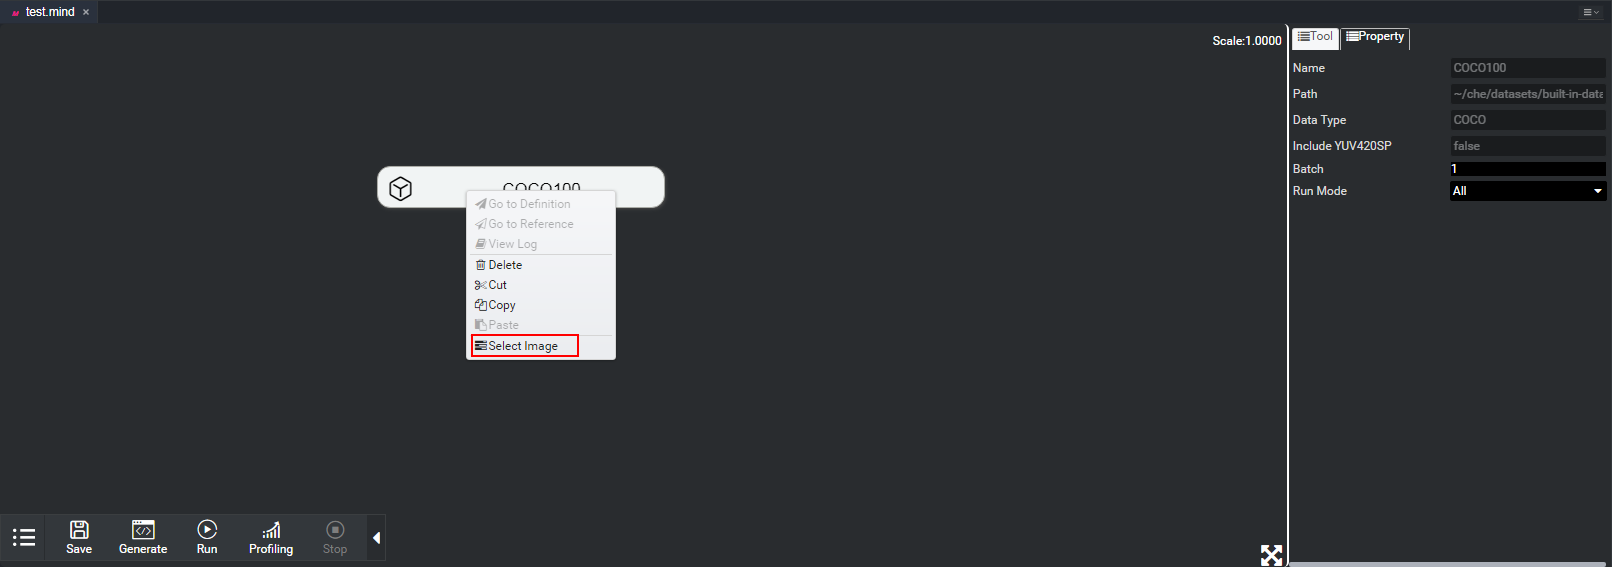 test.mind ×
Scale:1.0000
Tool
Property
Name COCO100
Path ~/che/datasets/built-in-data
Data Type COCO
Include YUV420SP false
Batch 1
Run Mode All
COCO100
Go to Definition
Go to Reference
View Log
Delete
Cut
Copy
Paste
Select Image
Save
Generate
Run
Profiling
Stop